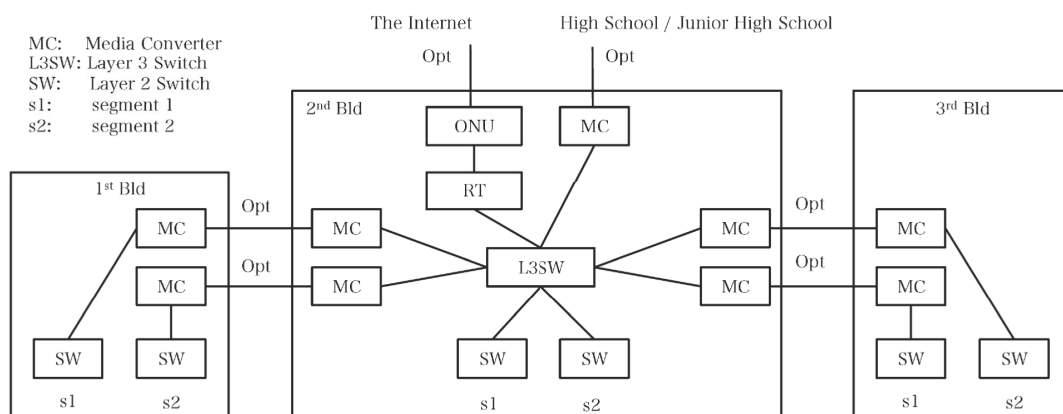 The Internet
High School / Junior High School
Opt
Opt
MC: Media Converter
L3SW: Layer 3 Switch
SW: Layer 2 Switch
s1: segment 1
s2: segment 2
2nd Bld
3rd Bld
ONU
MC
1st Bld
RT
MC
Opt
MC
MC
Opt
MC
L3SW
MC
Opt
MC
MC
Opt
MC
SW
SW
SW
SW
SW
SW
s1
s2
s1
s2
s1
s2